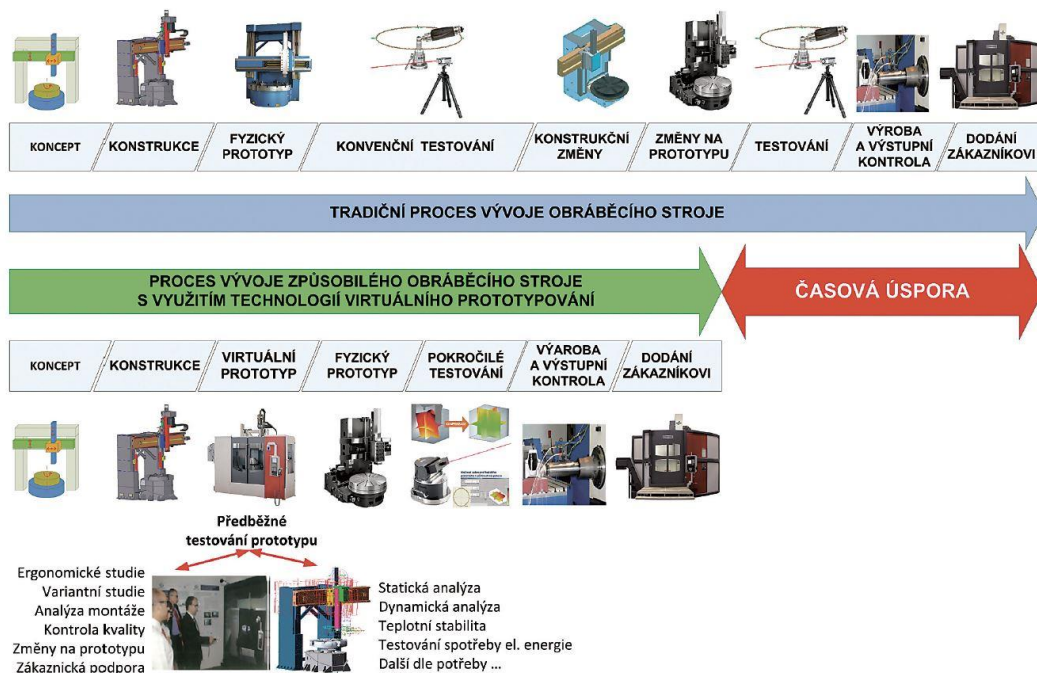 KONCEPT
KONSTRUKCE
FYZICKÝ
PROTOTYP
KONVENČNÍ TESTOVÁNÍ
KONSTRUKČNÍ
ZMĚNY
ZMĚNY NA
PROTOTYPU
TESTOVÁNÍ
VÝROBA
A VÝSTUPNÍ
KONTROLA
DODÁNÍ
ZÁKAZNÍKOVI
TRADIČNÍ PROCES VÝVOJE OBRÁBĚCÍHO STROJE
PROCES VÝVOJE ZPŮSOBILÉHO OBRÁBĚCÍHO STROJE
S VYUŽITÍM TECHNOLOGIÍ VIRTUÁLNÍHO PROTOTYPOVÁNÍ
ČASOVÁ ÚSPORA
KONCEPT
KONSTRUKCE
VIRTUÁLNÍ
PROTOTYP
FYZICKÝ
PROTOTYP
POKROČILÉ
TESTOVÁNÍ
VÝAROBA
A VÝSTUPNÍ
KONTROLA
DODÁNÍ
ZÁKAZNÍKOVI
Předběžné
testování prototypu
Ergonomické studie
Variantní studie
Analýza montáže
Kontrola kvality
Změny na prototypu
Zákaznická podpora
Statická analýza
Dynamická analýza
Teplotní stabilita
Testování spotřeby el. energie
Další dle potřeby ...